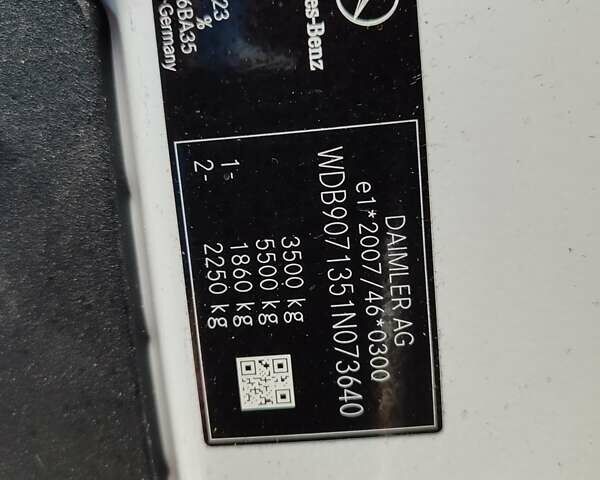 es-Benz
23
%
6BA35
-Germany
DAIMLER AG
e1*2007/46*0300
WDB9071351N073640
3500 kg
5500 kg
1- 1860 kg
2- 2250 kg